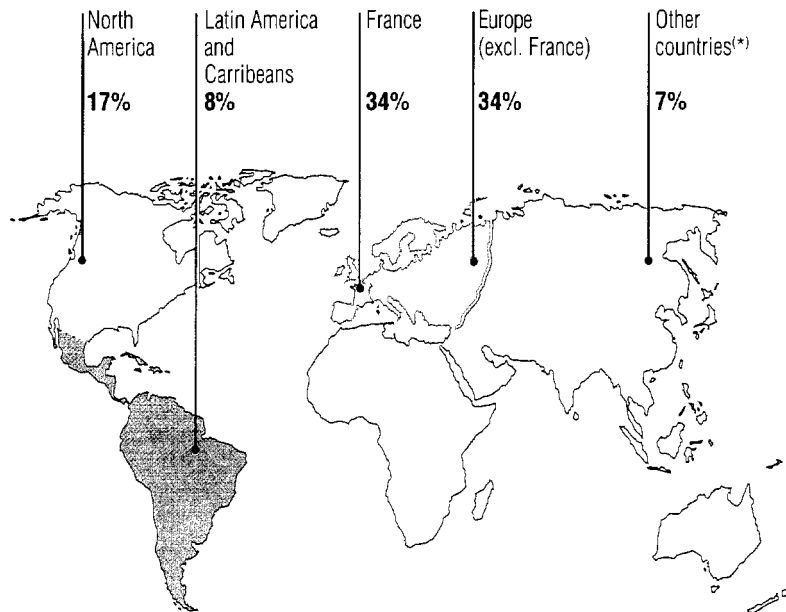 North
America
17%
Latin America
and
Carribeans
8%
France
34%
Europe
(excl. France)
34%
Other
countries(*)
7%